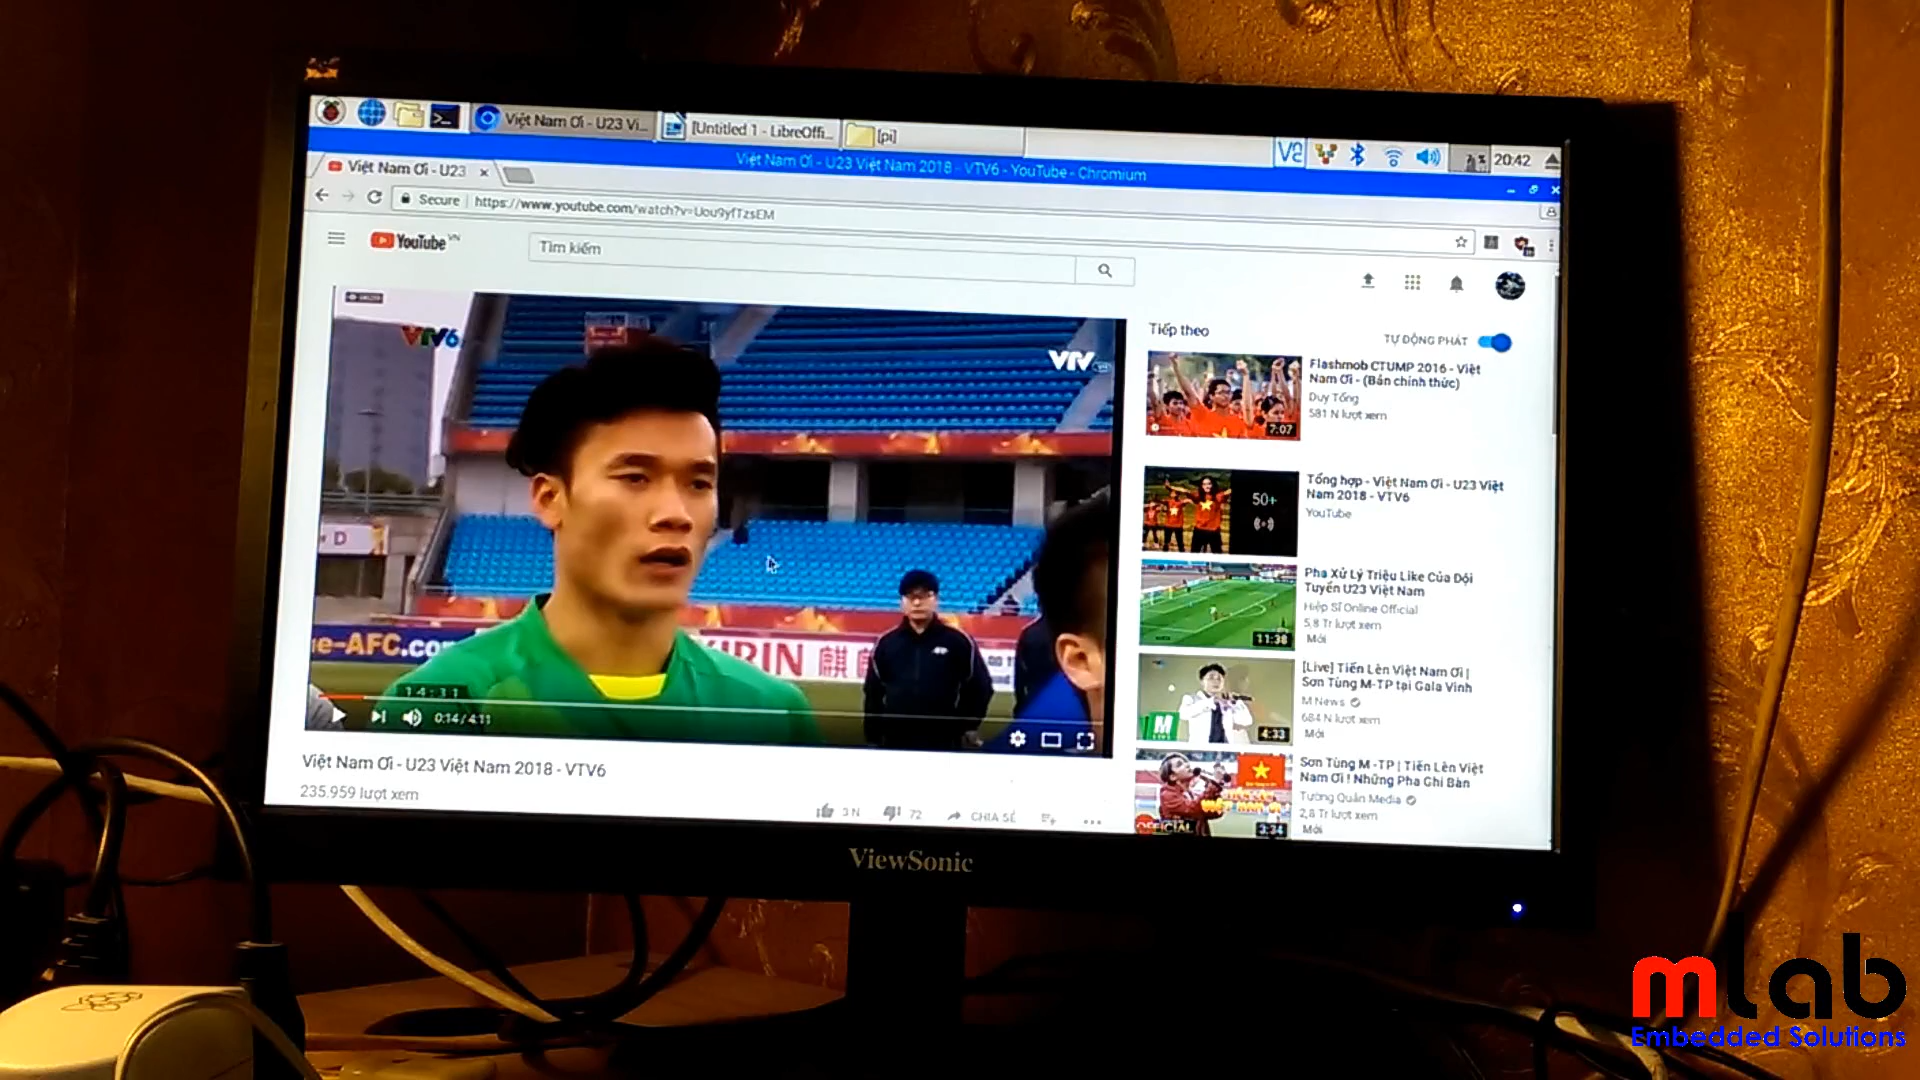 Việt Nam Ơi - U23 Vi...
[Untitled 1 - LibreOffi...
[pi]
20:42
Việt Nam Ơi - U23 Việt Nam 2018 - VTV6 - YouTube - Chromium
Việt Nam Ơi - U23
Secure
https://www.youtube.com/watch?v=Uou9yfTzsEM
YouTube VN
Tìm kiếm
VTV6
VTV
D
e-AFC.co
KIRIN
14:31
0:14 / 4:11
Việt Nam Ơi - U23 Việt Nam 2018 - VTV6
235.959 lượt xem
3 N
72
CHIA SẺ
Tiếp theo
TỰ ĐỘNG PHÁT
Flashmob CTUMP 2016 - Việt
Nam Ơi - (Bản chính thức)
Duy Tống
581 N lượt xem
7:07
Tổng hợp - Việt Nam Ơi - U23 Việt
Nam 2018 - VTV6
YouTube
50+
Pha Xử Lý Triệu Like Của Đội
Tuyển U23 Việt Nam
Hiệp Sĩ Online Official
5,8 Tr lượt xem
Mới
11:38
[Live] Tiến Lên Việt Nam Ơi |
Sơn Tùng M-TP tại Gala Vinh
M News
684 N lượt xem
Mới
4:33
Sơn Tùng M -TP | Tiến Lên Việt
Nam Ơi ! Những Pha Ghi Bàn
Tường Quân Media
2,8 Tr lượt xem
Mới
OFFICIAL
3:34
ViewSonic
mlab
Embedded Solutions